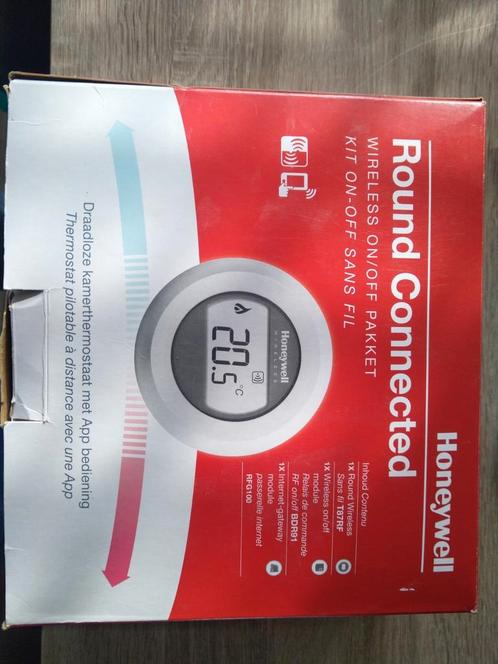 Honeywell
Round Connected
WIRELESS ON/OFF PAKKET
KIT ON-OFF SANS FIL
Honeywell
WIRELESS
20.5 °C
Inhoud Contenu
1X Round Wireless
Sans fil T87RF
1X Wireless on/off
module
Relais de commande
RF on/off BDR91
1X Internet-gateway
module
passerelle internet
RFG100
Draadloze kamerthermostaat met App bediening
Thermostat pilotable à distance avec une App